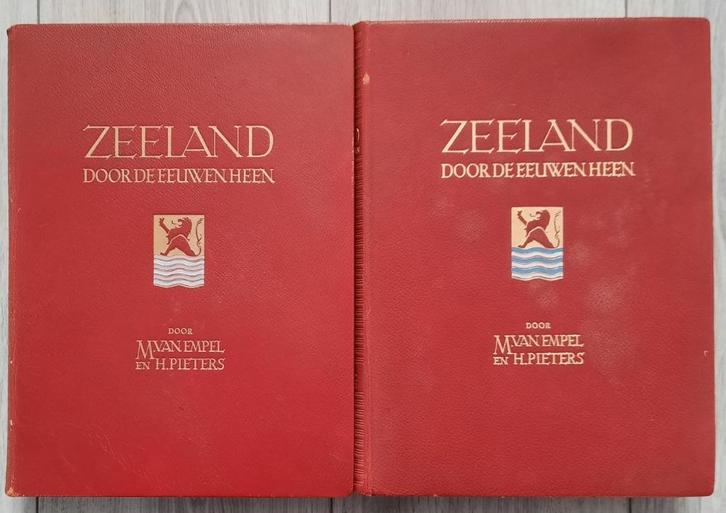 ZEELAND
DOOR DE EEUWEN HEEN
DOOR
M.VAN EMPEL
EN H.PIETERS
ZEELAND
DOOR DE EEUWEN HEEN
DOOR
M.VAN EMPEL
EN H.PIETERS